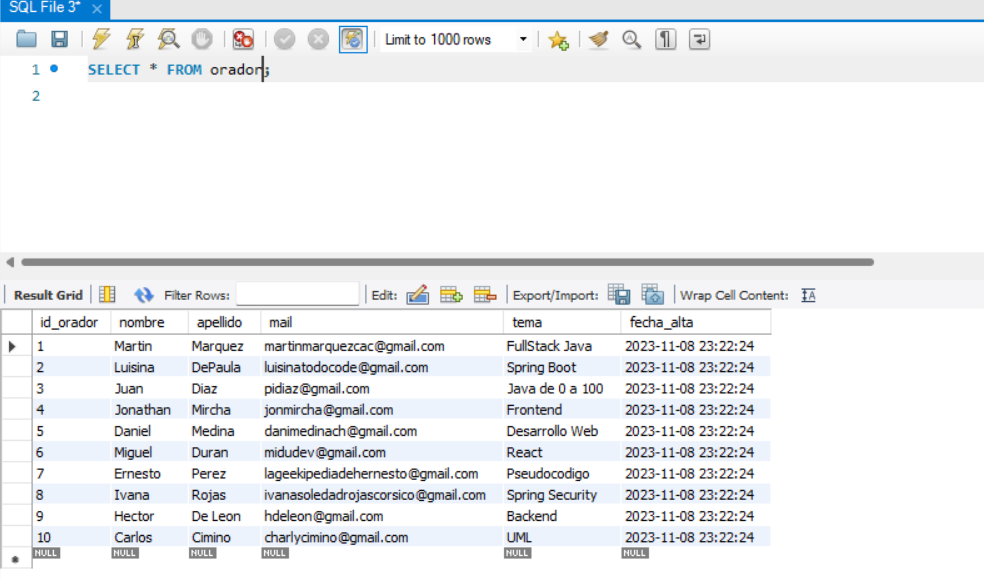 SQL File 3*
Limit to 1000 rows
1 SELECT * FROM orador;
2
Result Grid Filter Rows: Edit: Export/Import: Wrap Cell Content:
id_orador nombre apellido mail tema fecha_alta
1 Martin Marquez martinmarquezcac@gmail.com FullStack Java 2023-11-08 23:22:24
2 Luisina DePaula luisinatodocode@gmail.com Spring Boot 2023-11-08 23:22:24
3 Juan Diaz pidiaz@gmail.com Java de 0 a 100 2023-11-08 23:22:24
4 Jonathan Mircha jonmircha@gmail.com Frontend 2023-11-08 23:22:24
5 Daniel Medina danimedinach@gmail.com Desarrollo Web 2023-11-08 23:22:24
6 Miguel Duran midudev@gmail.com React 2023-11-08 23:22:24
7 Ernesto Perez lageekipediadehernesto@gmail.com Pseudocodigo 2023-11-08 23:22:24
8 Ivana Rojas ivanasoledadrojascorsico@gmail.com Spring Security 2023-11-08 23:22:24
9 Hector De Leon hdeleon@gmail.com Backend 2023-11-08 23:22:24
10 Carlos Cimino charlycimino@gmail.com UML 2023-11-08 23:22:24
NULL NULL NULL NULL NULL NULL